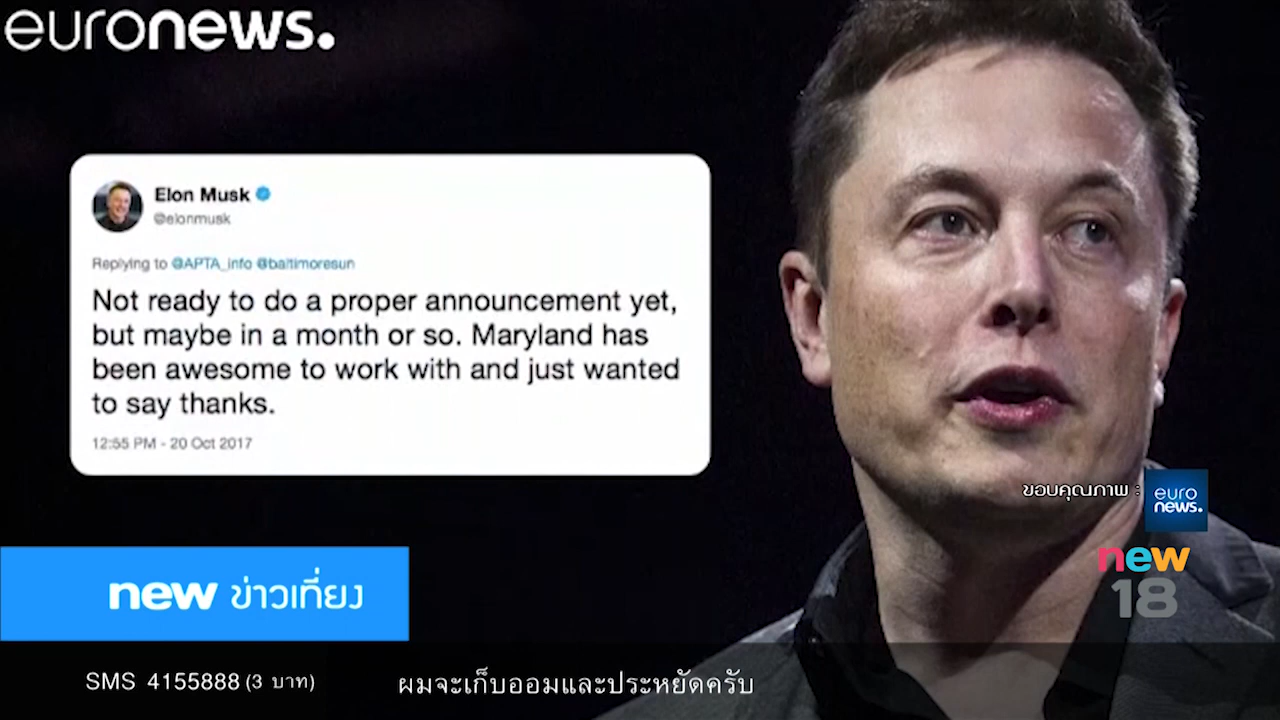 euronews.
Elon Musk
@elonmusk
Replying to @APTA_info @baltimoresun
Not ready to do a proper announcement yet,
but maybe in a month or so. Maryland has
been awesome to work with and just wanted
to say thanks.
12:55 PM - 20 Oct 2017
ขอบคุณภาพ :
euro
news.
new
18
new ข่าวเที่ยง
SMS 4155888 (3 บาท)
ผมจะเก็บออมและประหยัดครับ